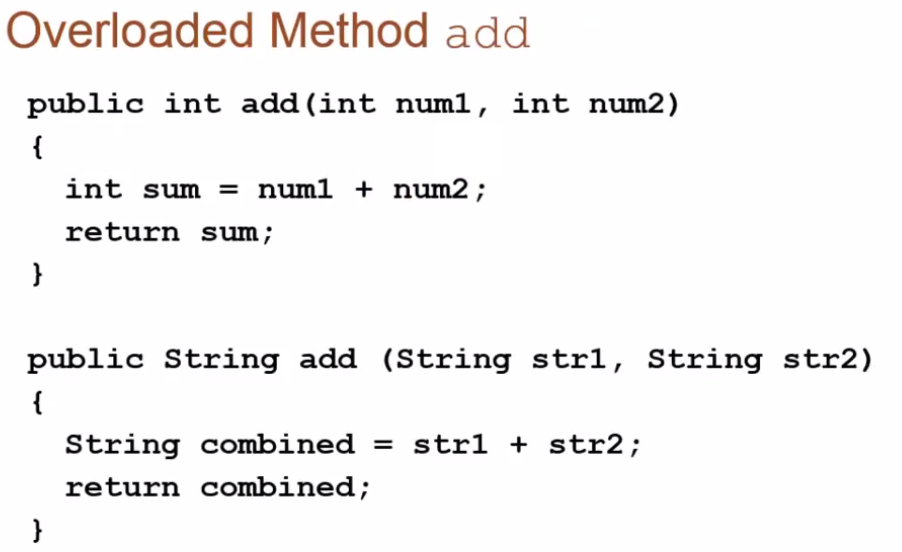 Overloaded Method add
public int add(int num1, int num2)
{
int sum = num1 + num2;
return sum;
}
public String add (String str1, String str2)
{
String combined = str1 + str2;
return combined;
}